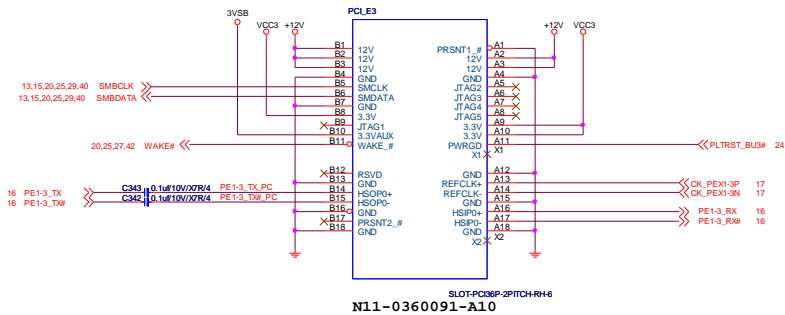 PCI_E3
3VSB
VCC3
+12V
+12V
VCC3
B1 12V PRSNT1_# A1
B2 12V 12V A2
B3 12V 12V A3
B4 GND GND A4
13,15,20,25,29,40 SMBCLK B5 SMCLK JTAG2 A5
13,15,20,25,29,40 SMBDATA B6 SMDATA JTAG3 A6
B7 GND JTAG4 A7
B8 3.3V JTAG5 A8
B9 JTAG1 3.3V A9
B10 3.3VAUX 3.3V A10
20,25,27,42 WAKE# B11 WAKE_# PWRGD A11 PLTRST_BU3# 24
X1 X1
B12 RSVD GND A12
B13 GND REFCLK+ A13 CK_PEX1-3P 17
16 PE1-3_TX C343 0.1uf/10V/X7R/4 PE1-3_TX_PC B14 HSOP0+ REFCLK- A14 CK_PEX1-3N 17
16 PE1-3_TX# C342 0.1uf/10V/X7R/4 PE1-3_TX#_PC B15 HSOP0- GND A15
B16 GND HSIP0+ A16 PE1-3_RX 16
B17 PRSNT2_# HSIP0- A17 PE1-3_RX# 16
B18 GND GND A18
X2 X2
SLOT-PCI36P-2PITCH-RH-6
N11-0360091-A10